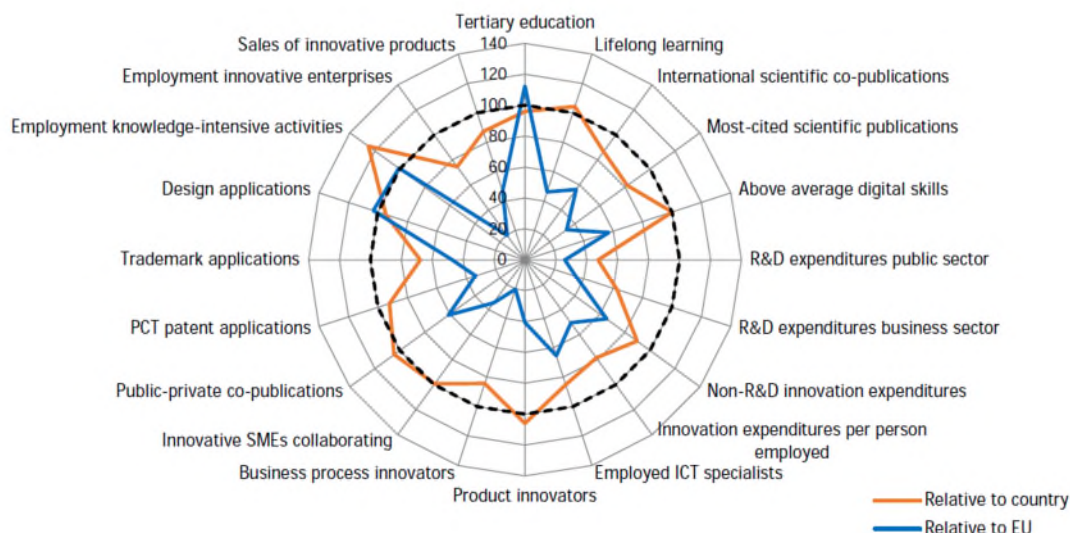 Tertiary education
140
Sales of innovative products
Lifelong learning
120
Employment innovative enterprises
International scientific co-publications
100
Employment knowledge-intensive activities
Most-cited scientific publications
80
60
Design applications
Above average digital skills
40
20
Trademark applications
0
R&D expenditures public sector
PCT patent applications
R&D expenditures business sector
Public-private co-publications
Non-R&D innovation expenditures
Innovative SMEs collaborating
Innovation expenditures per person
employed
Business process innovators
Employed ICT specialists
Product innovators
Relative to country
Relative to EU